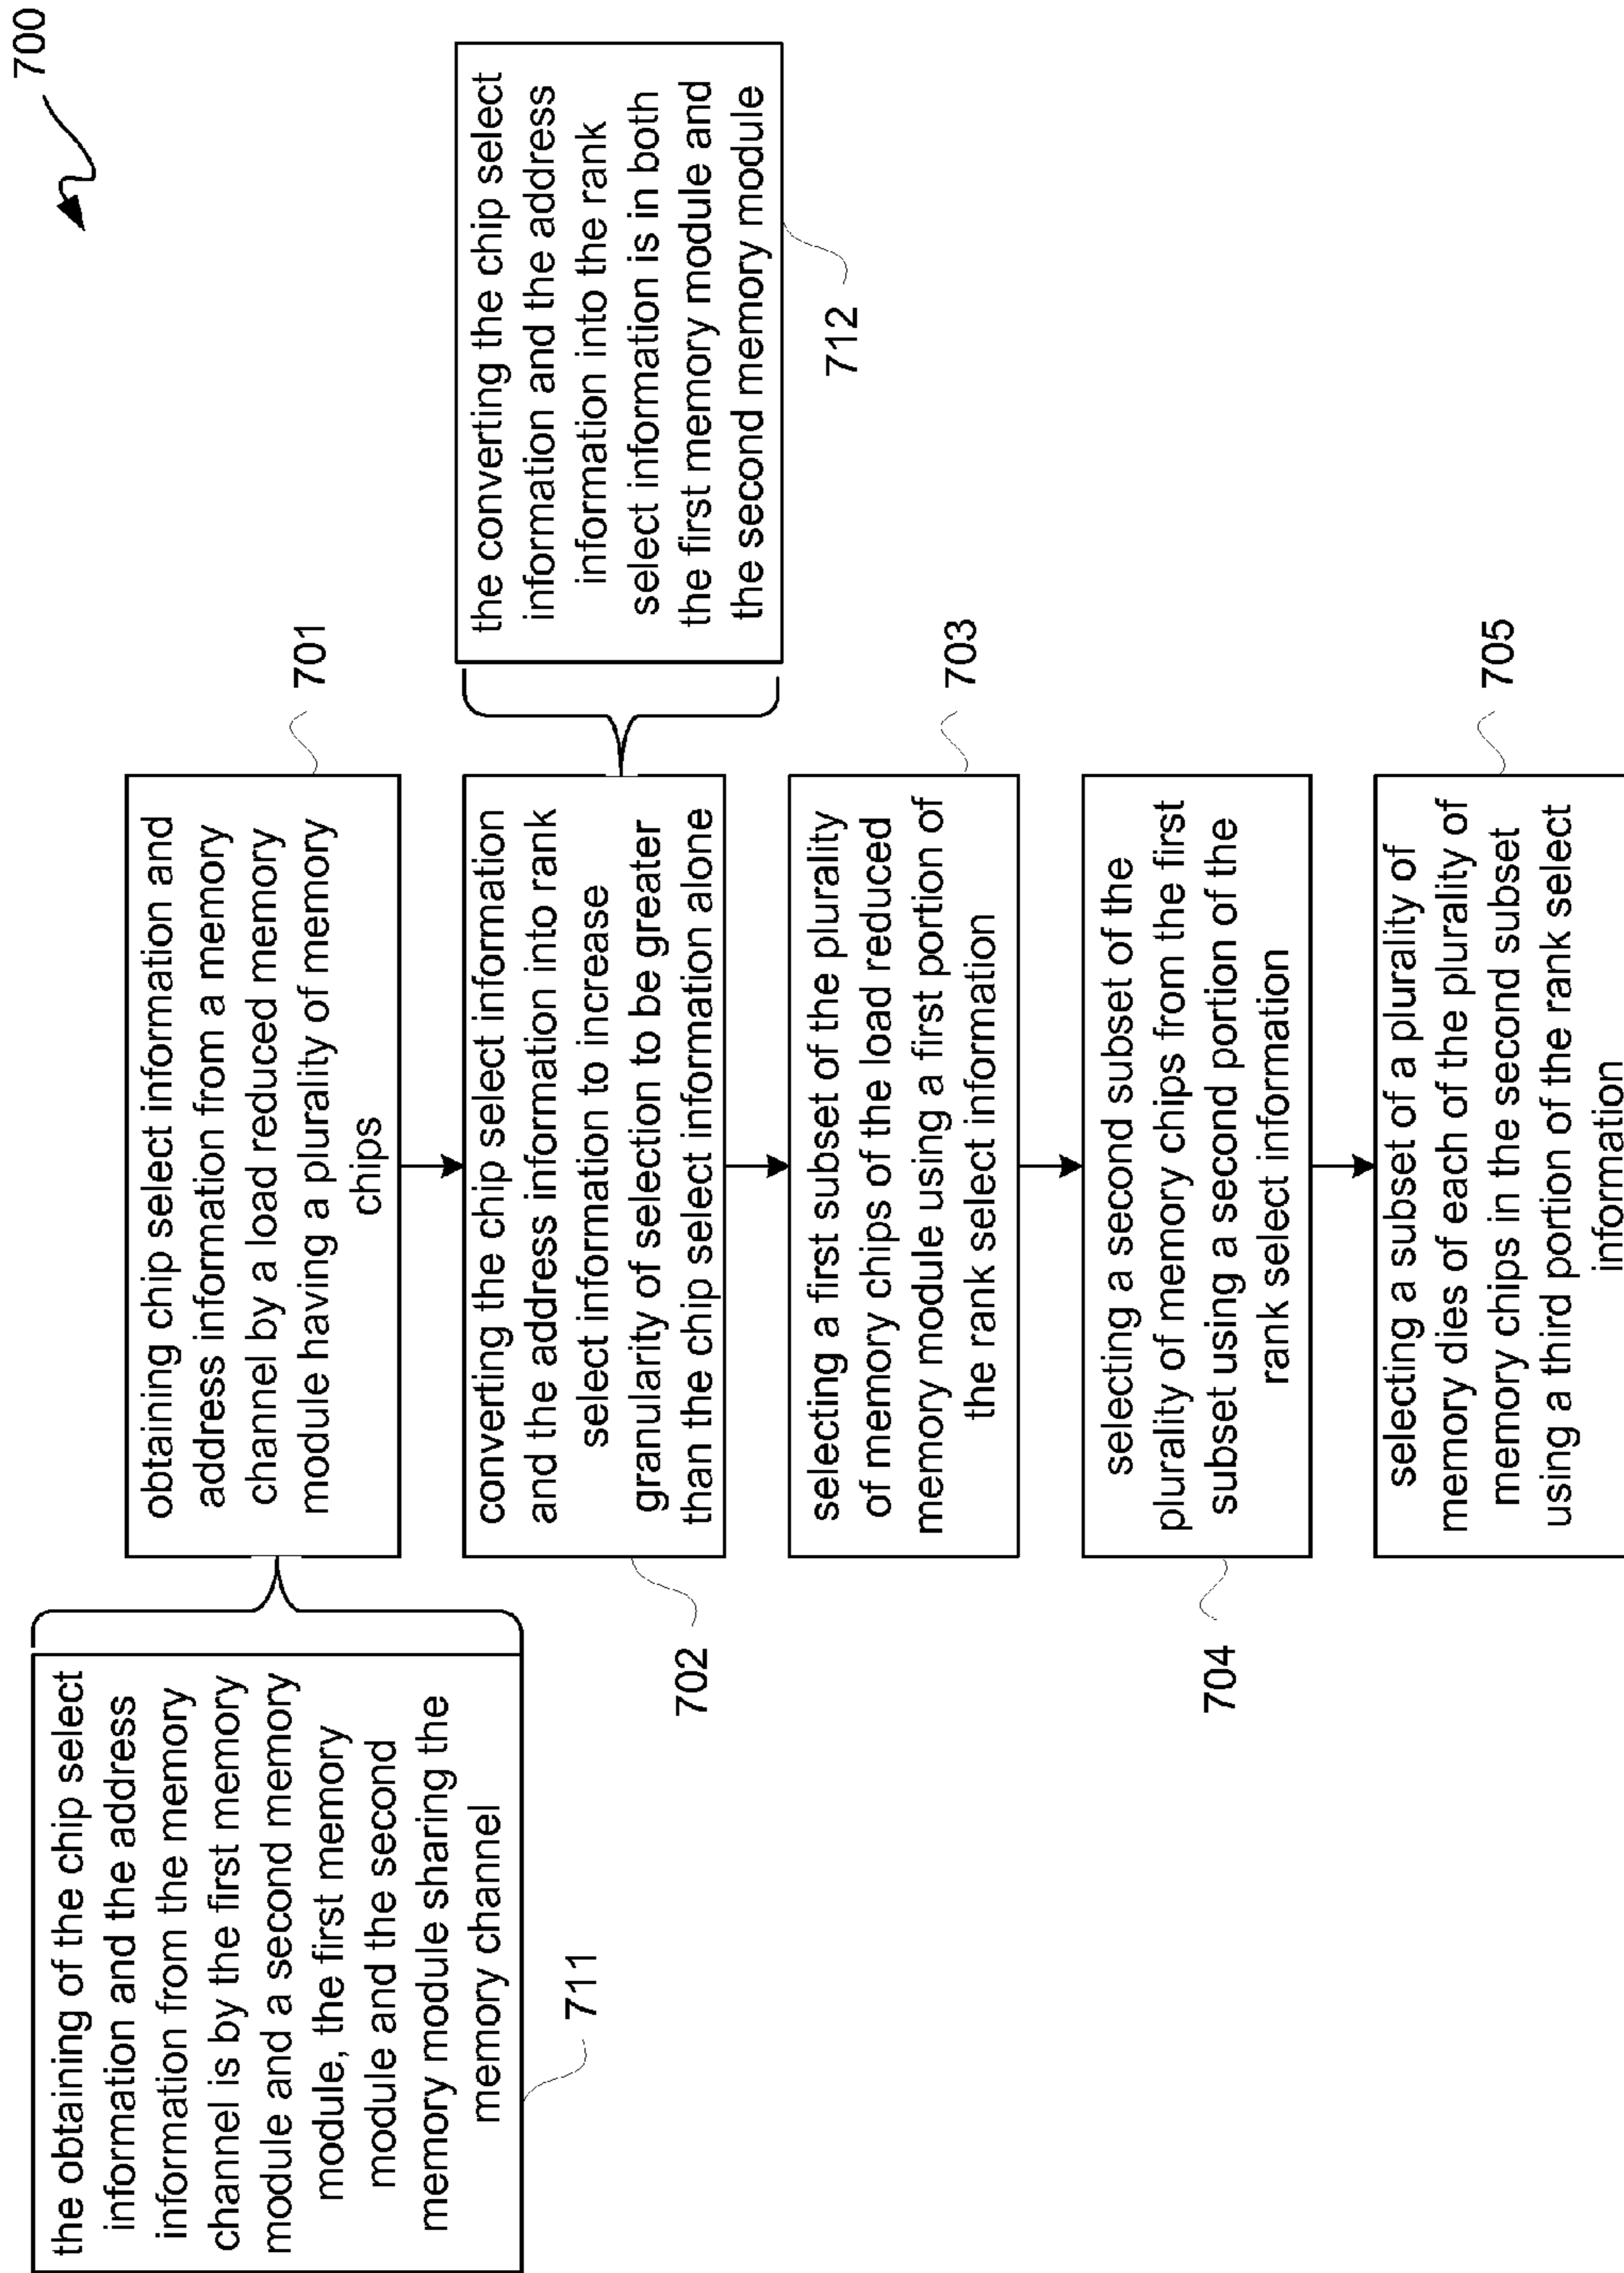 700
the obtaining of the chip select
information and the address
information from the memory
channel is by the first memory
module and a second memory
module, the first memory
module and the second
memory module sharing the
memory channel
711
obtaining chip select information and
address information from a memory
channel by a load reduced memory
module having a plurality of memory
chips
701
converting the chip select information
and the address information into rank
select information to increase
granularity of selection to be greater
than the chip select information alone
702
the converting the chip select
information and the address
information into the rank
select information is in both
the first memory module and
the second memory module
712
selecting a first subset of the plurality
of memory chips of the load reduced
memory module using a first portion of
the rank select information
703
selecting a second subset of the
plurality of memory chips from the first
subset using a second portion of the
rank select information
704
selecting a subset of a plurality of
memory dies of each of the plurality of
memory chips in the second subset
using a third portion of the rank select
information
705